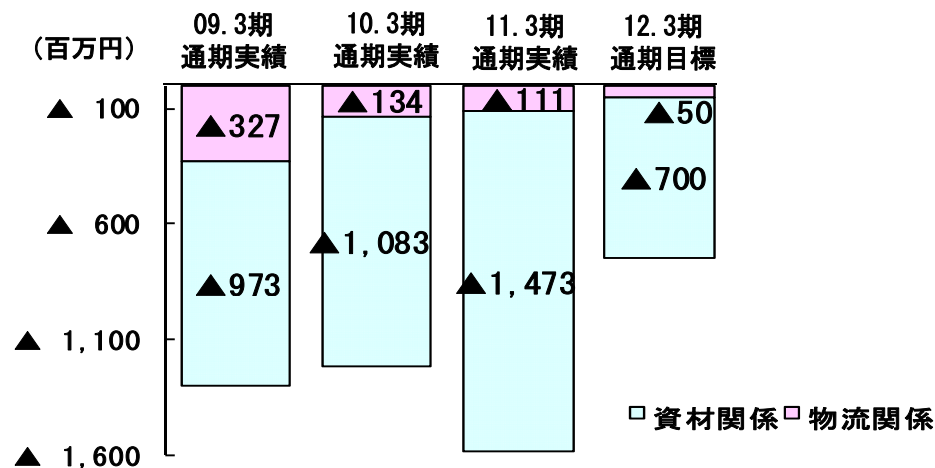 09.3期
通期実績
10.3期
通期実績
11.3期
通期実績
12.3期
通期目標
（百万円）
▲ 100
▲ 600
▲ 1,100
▲ 1,600
▲327
▲973
▲134
▲1,083
▲111
▲1,473
▲50
▲700
資材関係 物流関係